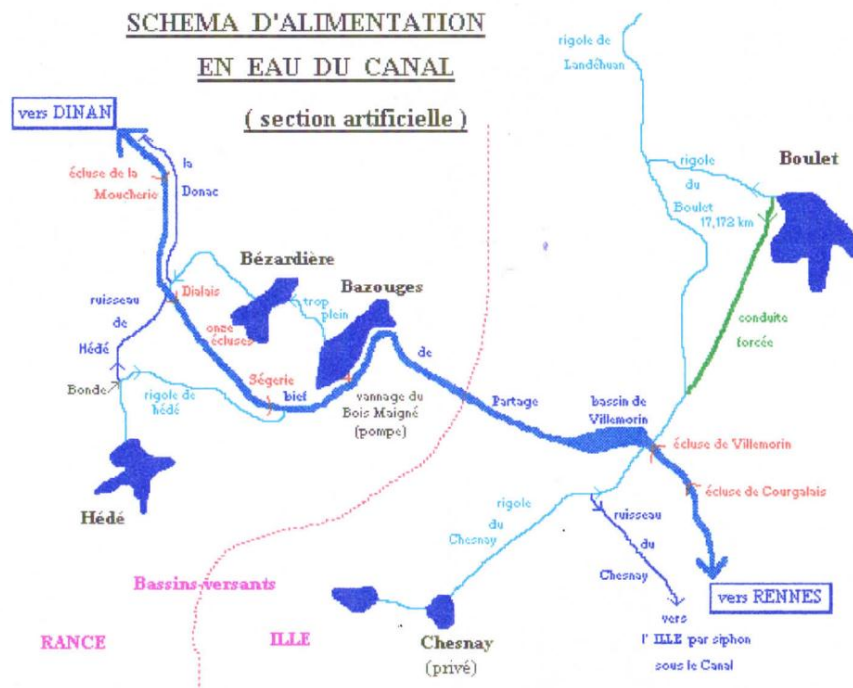 SCHEMA D'ALIMENTATION
EN EAU DU CANAL
( section artificielle )
rigole de
Landéhuan
vers DINAN
écluse de la
Moucherie
la
Donac
rigole
du
Boulet
17,172 km
Boulet
Bézardière
Bazouges
trop
plein
Dialais
ruisseau
de
Hédé
onze
écluses
conduite
forcée
Ségerie
bief
de
Partage
bassin de
Villemorin
Bonde
rigole de
hédé
vannage du
Bois Maigné
(pompe)
écluse de Villemorin
écluse de Courgalais
Hédé
rigole
du
Chesnay
ruisseau
du
Chesnay
Bassins-versants
vers RENNES
RANCE
ILLE
Chesnay
(privé)
vers
l' ILLE par siphon
sous le Canal